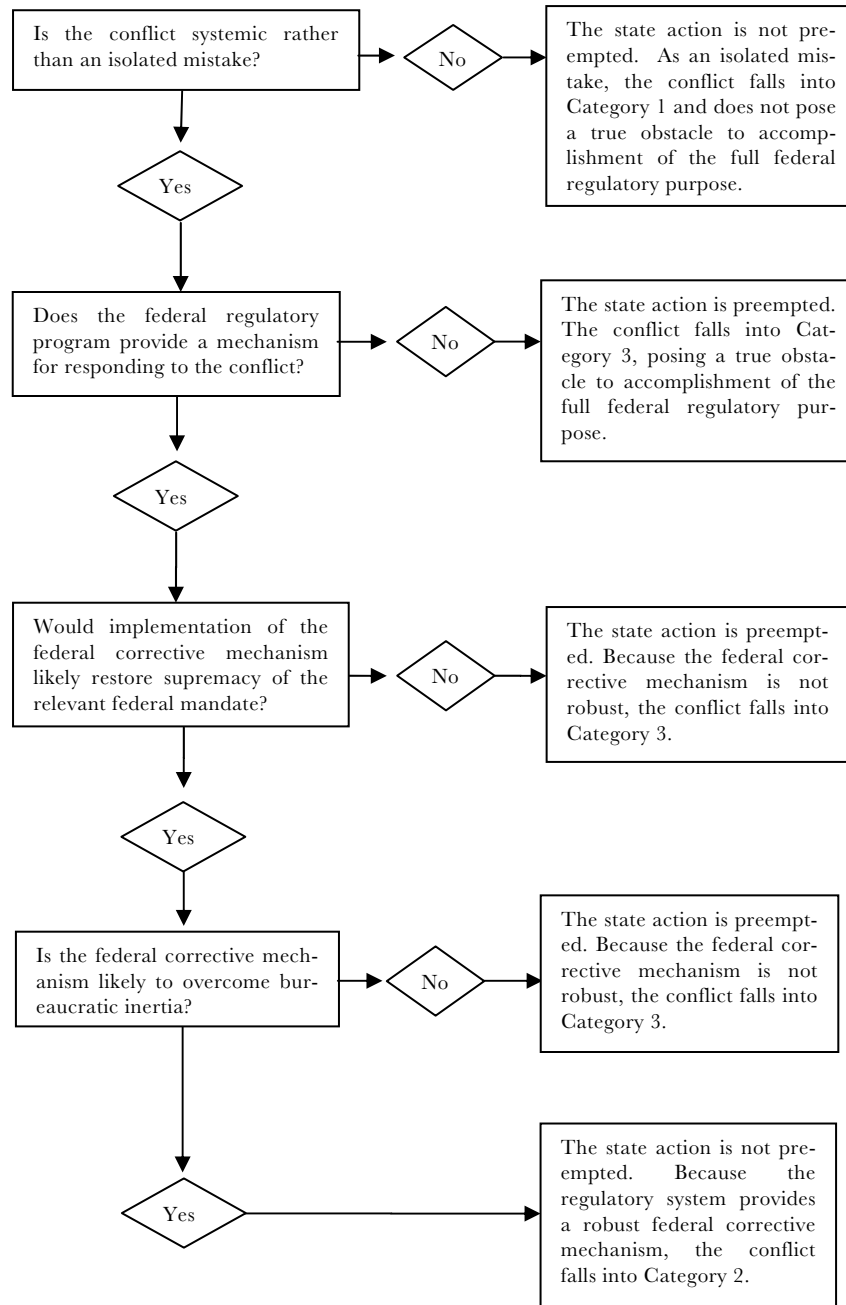 Is the conflict systemic rather
than an isolated mistake?
No
The state action is not pre-
empted. As an isolated mis-
take, the conflict falls into
Category 1 and does not pose
a true obstacle to accomp-
lishment of the full federal
regulatory purpose.
Yes
Does the federal regulatory
program provide a mechanism
for responding to the conflict?
No
The state action is preempted.
The conflict falls into Cat-
egory 3, posing a true obsta-
cle to accomplishment of the
full federal regulatory pur-
pose.
Yes
Would implementation of the
federal corrective mechanism
likely restore supremacy of the
relevant federal mandate?
No
The state action is preempt-
ed. Because the federal cor-
rective mechanism is not
robust, the conflict falls into
Category 3.
Yes
Is the federal corrective mech-
anism likely to overcome bur-
eaucratic inertia?
No
The state action is preempt-
ed. Because the federal cor-
rective mechanism is not
robust, the conflict falls into
Category 3.
Yes
The state action is not pre-
empted. Because the
regulatory system provides
a robust federal corrective
mechanism, the conflict
falls into Category 2.